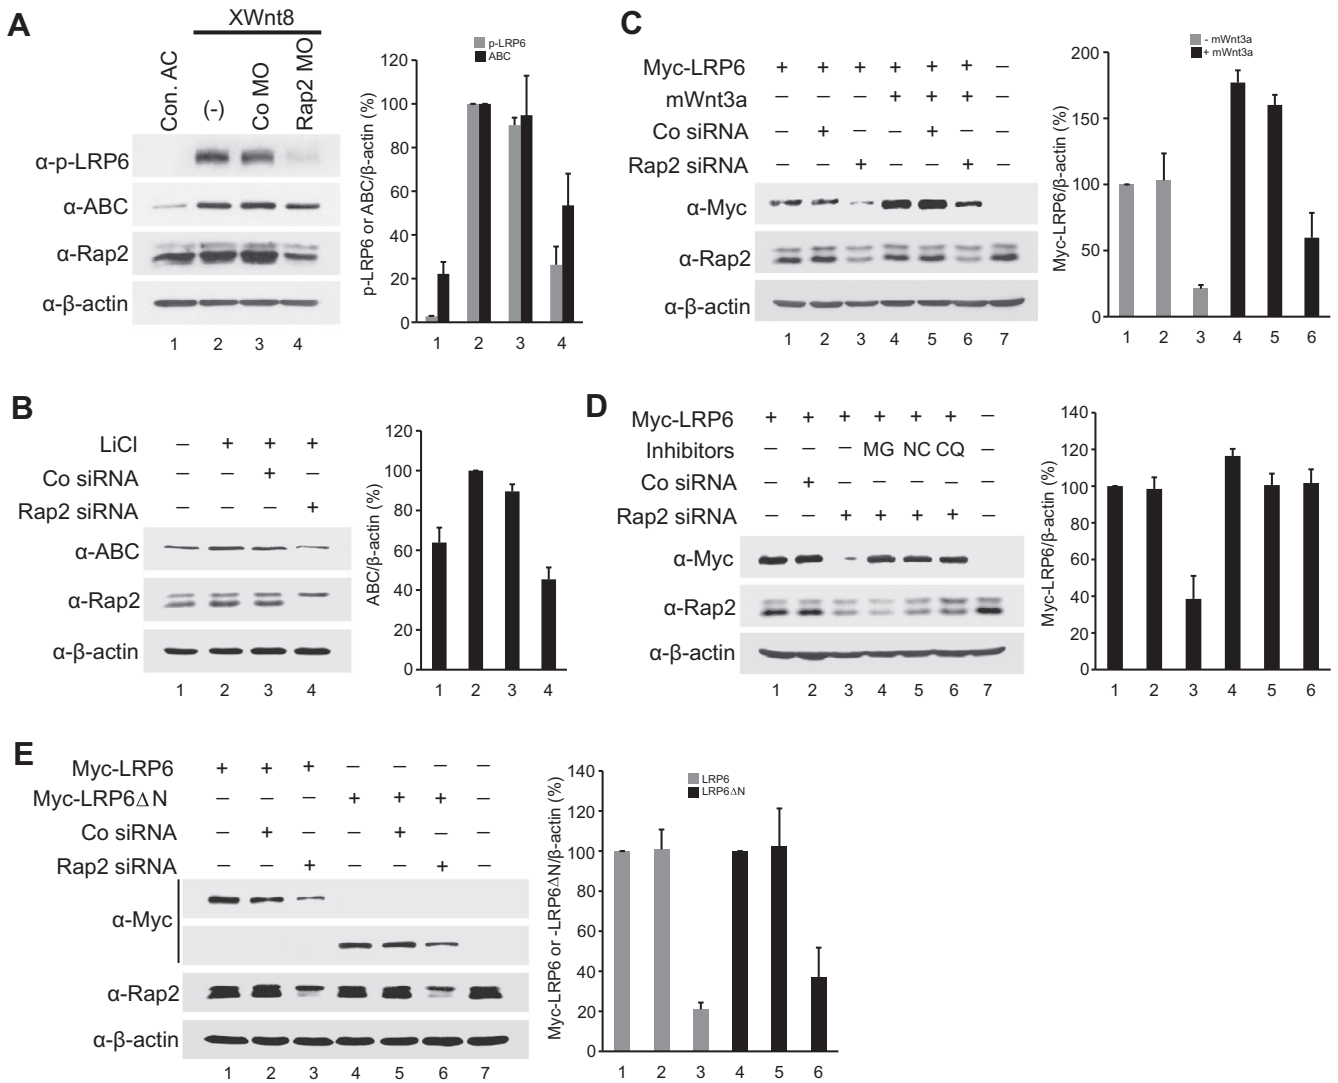 A
XWnt8
Con. AC
(-)
Co MO
Rap2 MO
α-p-LRP6
α-ABC
α-Rap2
α-β-actin
1 2 3 4
p-LRP6
ABC
p-LRP6 or ABC/β-actin (%)
120
100
80
60
40
20
0
1 2 3 4
B
LiCl – + + +
Co siRNA – – + –
Rap2 siRNA – – – +
α-ABC
α-Rap2
α-β-actin
1 2 3 4
ABC/β-actin (%)
120
100
80
60
40
20
0
1 2 3 4
C
Myc-LRP6 + + + + + + –
mWnt3a – – – + + + –
Co siRNA – + – – + – –
Rap2 siRNA – – + – – + –
α-Myc
α-Rap2
α-β-actin
1 2 3 4 5 6 7
- mWnt3a
+ mWnt3a
Myc-LRP6/β-actin (%)
200
150
100
50
0
1 2 3 4 5 6
D
Myc-LRP6 + + + + + + –
Inhibitors – – – MG NC CQ –
Co siRNA – + – – – – –
Rap2 siRNA – – + + + + –
α-Myc
α-Rap2
α-β-actin
1 2 3 4 5 6 7
Myc-LRP6/β-actin (%)
140
120
100
80
60
40
20
0
1 2 3 4 5 6
E
Myc-LRP6 + + + – – – –
Myc-LRP6ΔN – – – + + + –
Co siRNA – + – – + – –
Rap2 siRNA – – + – – + –
α-Myc
α-Rap2
α-β-actin
1 2 3 4 5 6 7
LRP6
LRP6ΔN
Myc-LRP6 or -LRP6ΔN/β-actin (%)
140
120
100
80
60
40
20
0
1 2 3 4 5 6